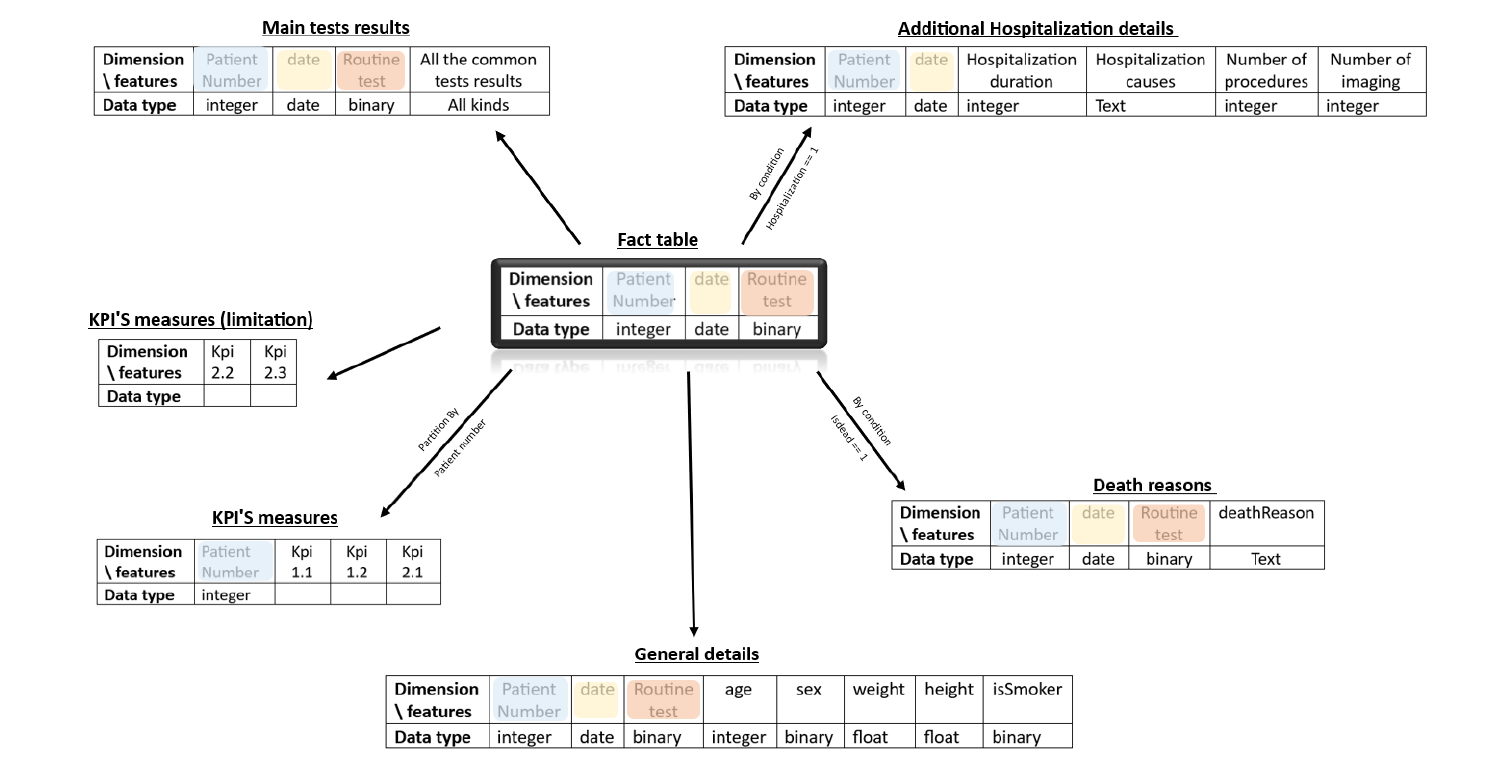 Main tests results
Dimension \ features Patient Number date Routine test All the common tests results
Data type integer date binary All kinds
Additional Hospitalization details
Dimension \ features Patient Number date Hospitalization duration Hospitalization causes Number of procedures Number of imaging
Data type integer date integer Text integer integer
By condition
Hospitalization == 1
Fact table
Dimension \ features Patient Number date Routine test
Data type integer date binary
KPI'S measures (limitation)
Dimension \ features Kpi 2.2 Kpi 2.3
Data type
Partition By
Patient number
By condition
isdead == 1
KPI'S measures
Dimension \ features Patient Number Kpi 1.1 Kpi 1.2 Kpi 2.1
Data type integer
Death reasons
Dimension \ features Patient Number date Routine test deathReason
Data type integer date binary Text
General details
Dimension \ features Patient Number date Routine test age sex weight height isSmoker
Data type integer date binary integer binary float float binary